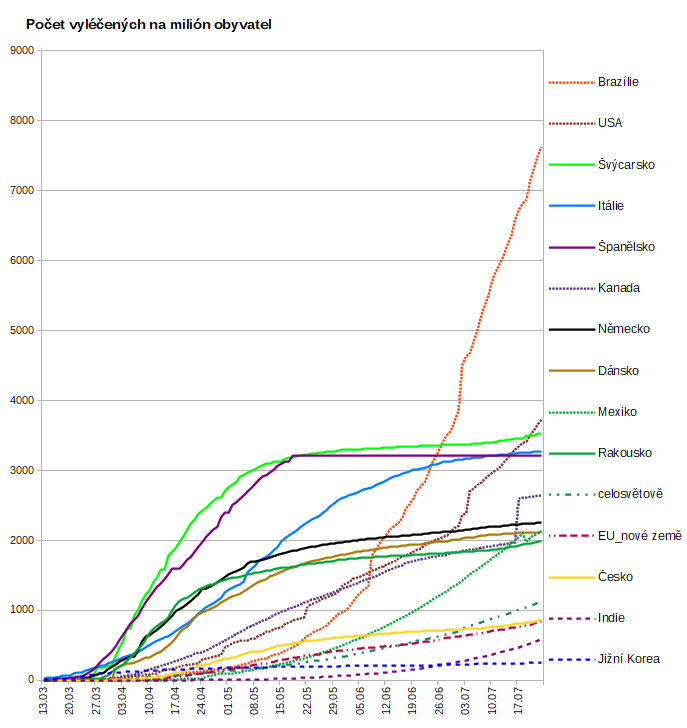 Počet vyléčených na milión obyvatel
9000
8000
7000
6000
5000
4000
3000
2000
1000
0
13.03
20.03
27.03
03.04
10.04
17.04
24.04
01.05
08.05
15.05
22.05
29.05
05.06
12.06
19.06
26.06
03.07
10.07
17.07
Brazílie
USA
Švýcarsko
Itálie
Španělsko
Kanada
Německo
Dánsko
Mexiko
Rakousko
celosvětově
EU_nové země
Česko
Indie
Jižní Korea